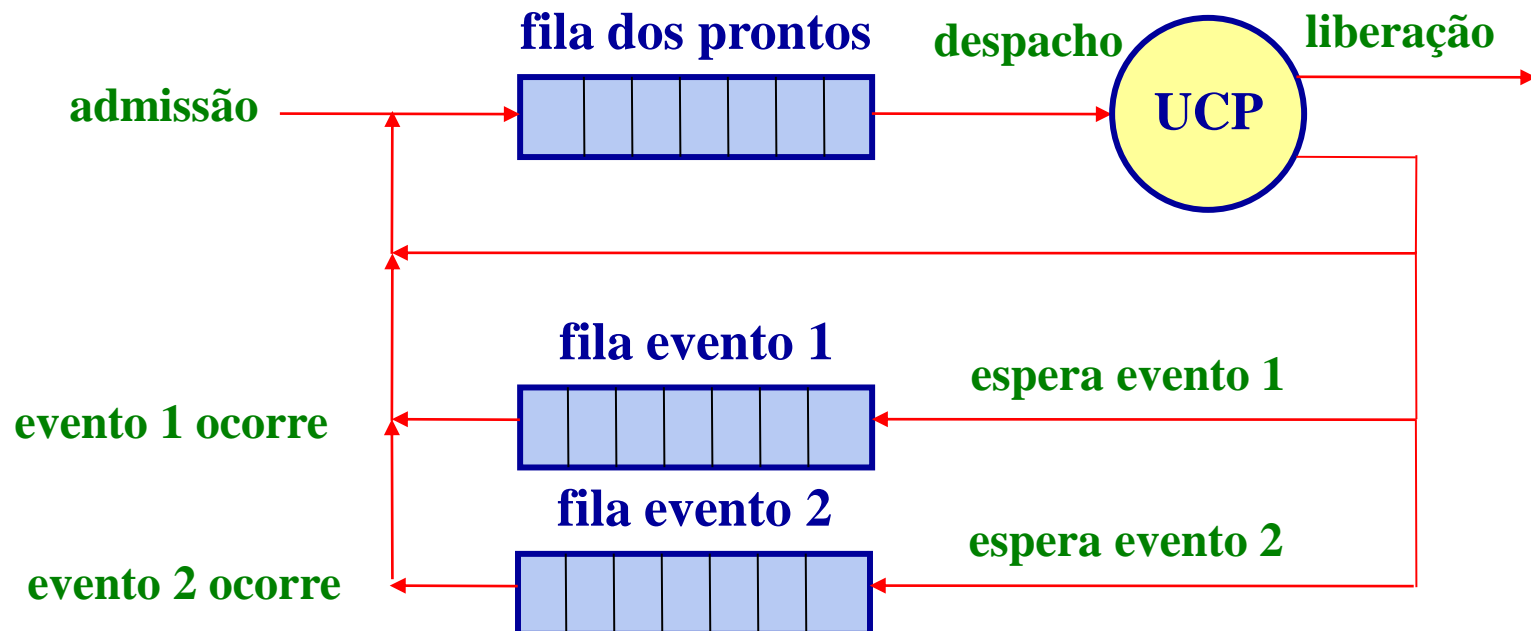 fila dos prontos
despacho
liberação
admissão
UCP
fila evento 1
espera evento 1
evento 1 ocorre
fila evento 2
espera evento 2
evento 2 ocorre